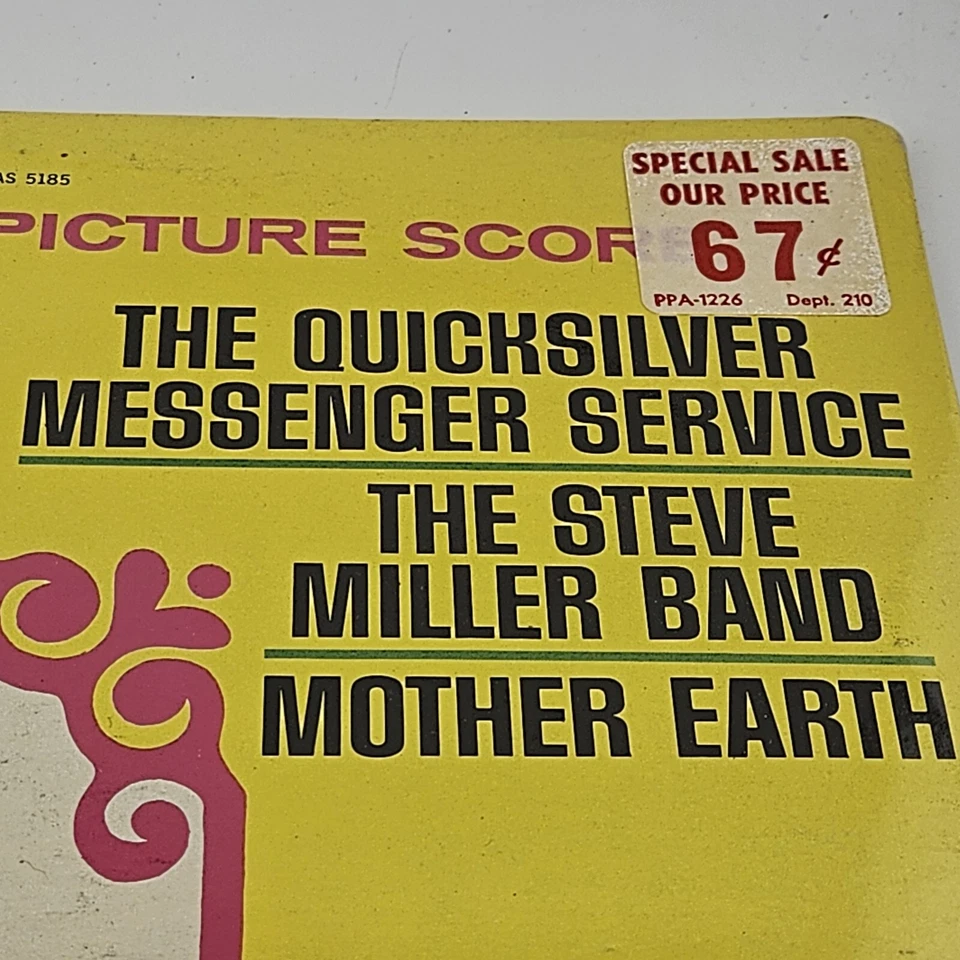 AS 5185
PICTURE SCORE
SPECIAL SALE
OUR PRICE
67¢
PPA-1226 Dept. 210
THE QUICKSILVER
MESSENGER SERVICE
THE STEVE
MILLER BAND
MOTHER EARTH